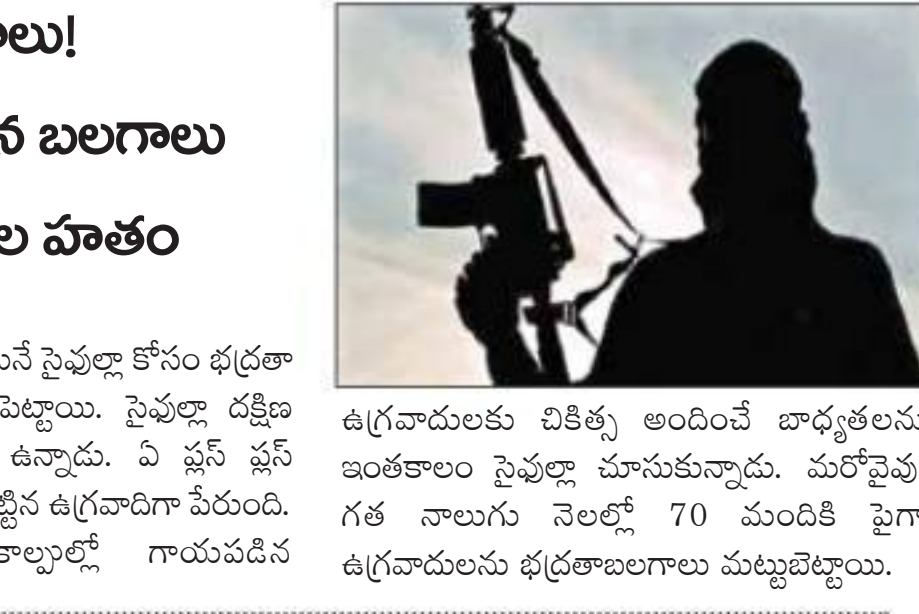 లు!
న బలగాలు
ల హతం
నే సైఫుల్లా కోసం భద్రతా
పెట్టాయి. సైఫుల్లా దక్షిణ
ఉన్నాడు. ఏ ప్లస్ ప్లస్
ట్టిన ఉగ్రవాదిగా పేరుంది.
కాల్పుల్లో గాయపడిన
ఉగ్రవాదులకు చికిత్స అందించే బాధ్యతలను
ఇంతకాలం సైఫుల్లా చూసుకున్నాడు. మరోవైపు
గత నాలుగు నెలల్లో 70 మందికి పైగా
ఉగ్రవాదులను భద్రతాబలగాలు మట్టుబెట్టాయి.